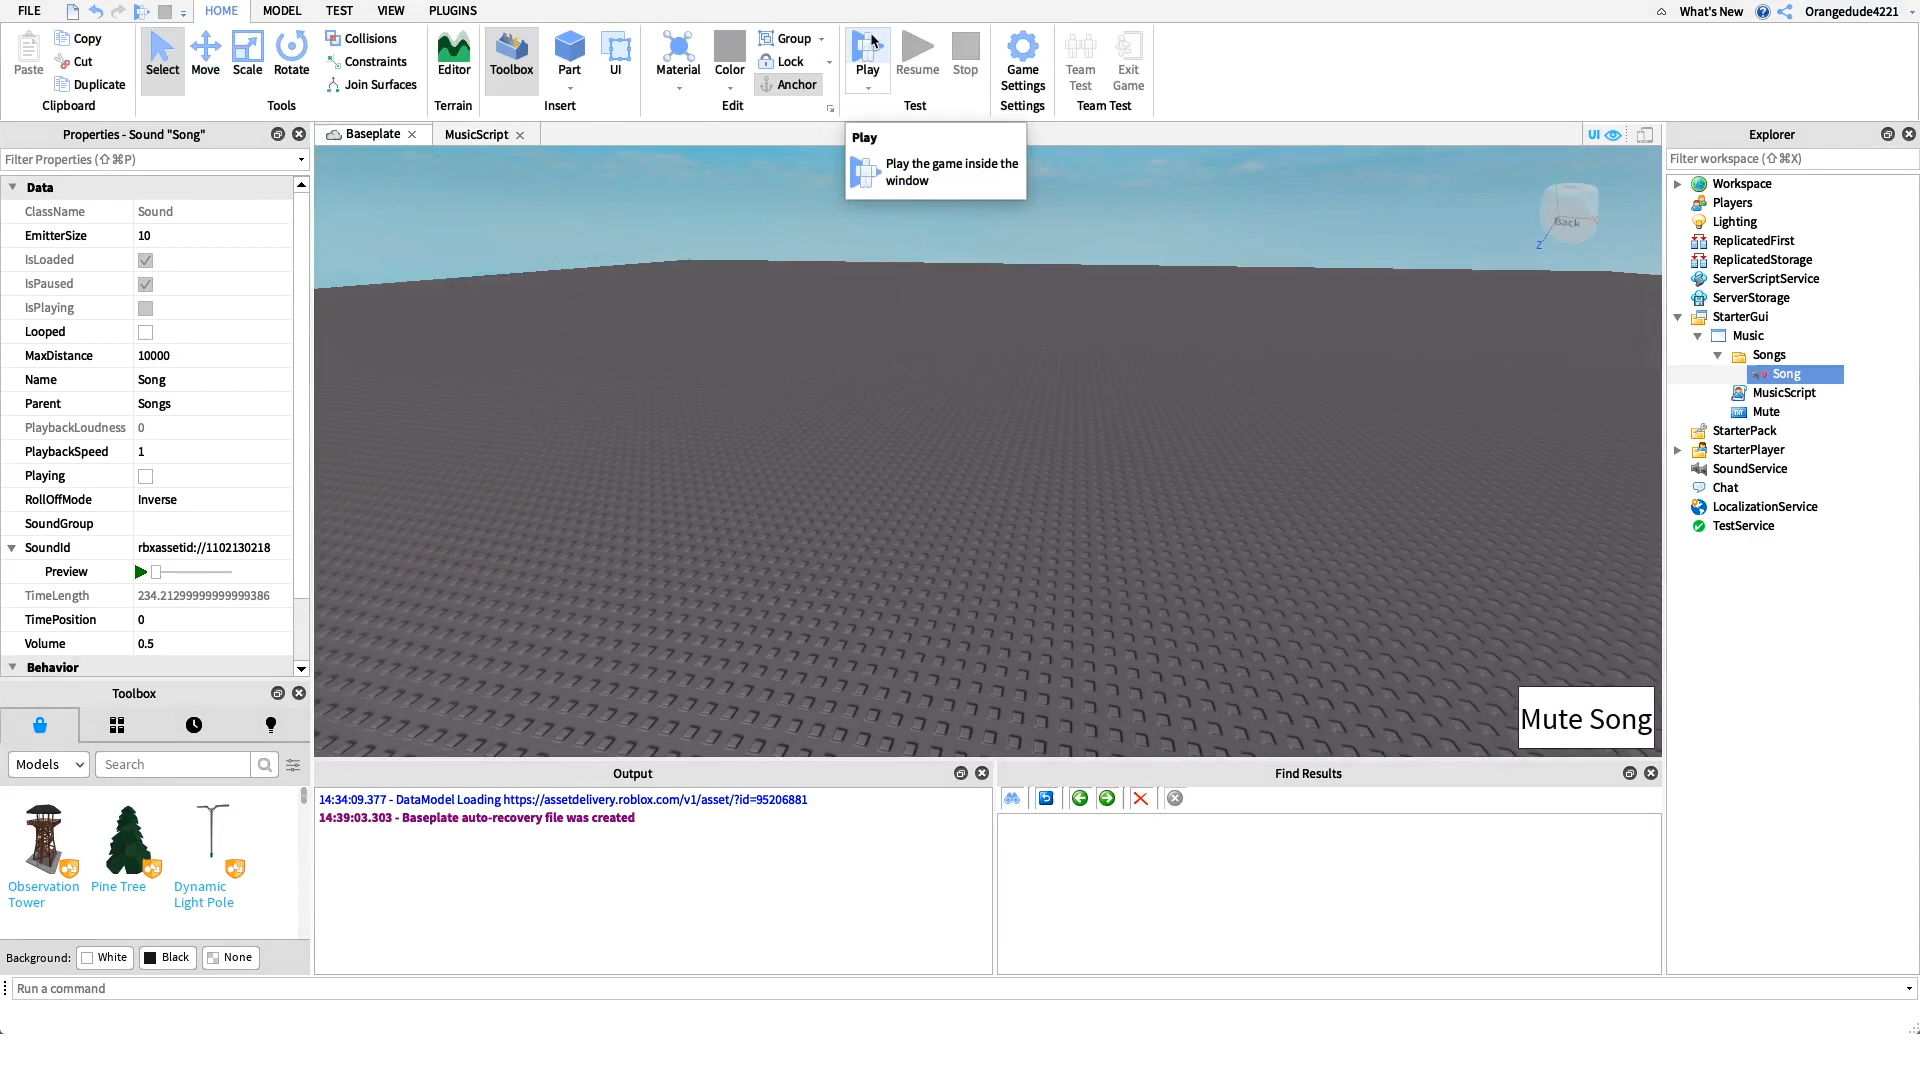 FILE HOME MODEL TEST VIEW PLUGINS What's New Orangedude4221
Paste
Copy
Cut
Duplicate
Clipboard
Select Move Scale Rotate
Collisions
Constraints
Join Surfaces
Tools
Editor
Terrain
Toolbox Part UI
Insert
Material Color
Group
Lock
Anchor
Edit
Play Resume Stop
Test
Game
Settings
Settings
Team
Test
Exit
Game
Team Test
Properties - Sound "Song"
Filter Properties (⇧⌘P)
Data
ClassName Sound
EmitterSize 10
IsLoaded
IsPaused
IsPlaying
Looped
MaxDistance 10000
Name Song
Parent Songs
PlaybackLoudness 0
PlaybackSpeed 1
Playing
RollOffMode Inverse
SoundGroup
SoundId rbxassetid://1102130218
Preview
TimeLength 234.21299999999999386
TimePosition 0
Volume 0.5
Behavior
Toolbox
Models Search
Observation
Tower
Pine Tree
Dynamic
Light Pole
Background: White Black None
Run a command
Baseplate MusicScript UI
Play
Play the game inside the
window
Back
Z
Mute Song
Output
14:34:09.377 - DataModel Loading https://assetdelivery.roblox.com/v1/asset/?id=95206881
14:39:03.303 - Baseplate auto-recovery file was created
Find Results
Explorer
Filter workspace (⇧⌘X)
Workspace
Players
Lighting
ReplicatedFirst
ReplicatedStorage
ServerScriptService
ServerStorage
StarterGui
Music
Songs
Song
MusicScript
Mute
StarterPack
StarterPlayer
SoundService
Chat
LocalizationService
TestService